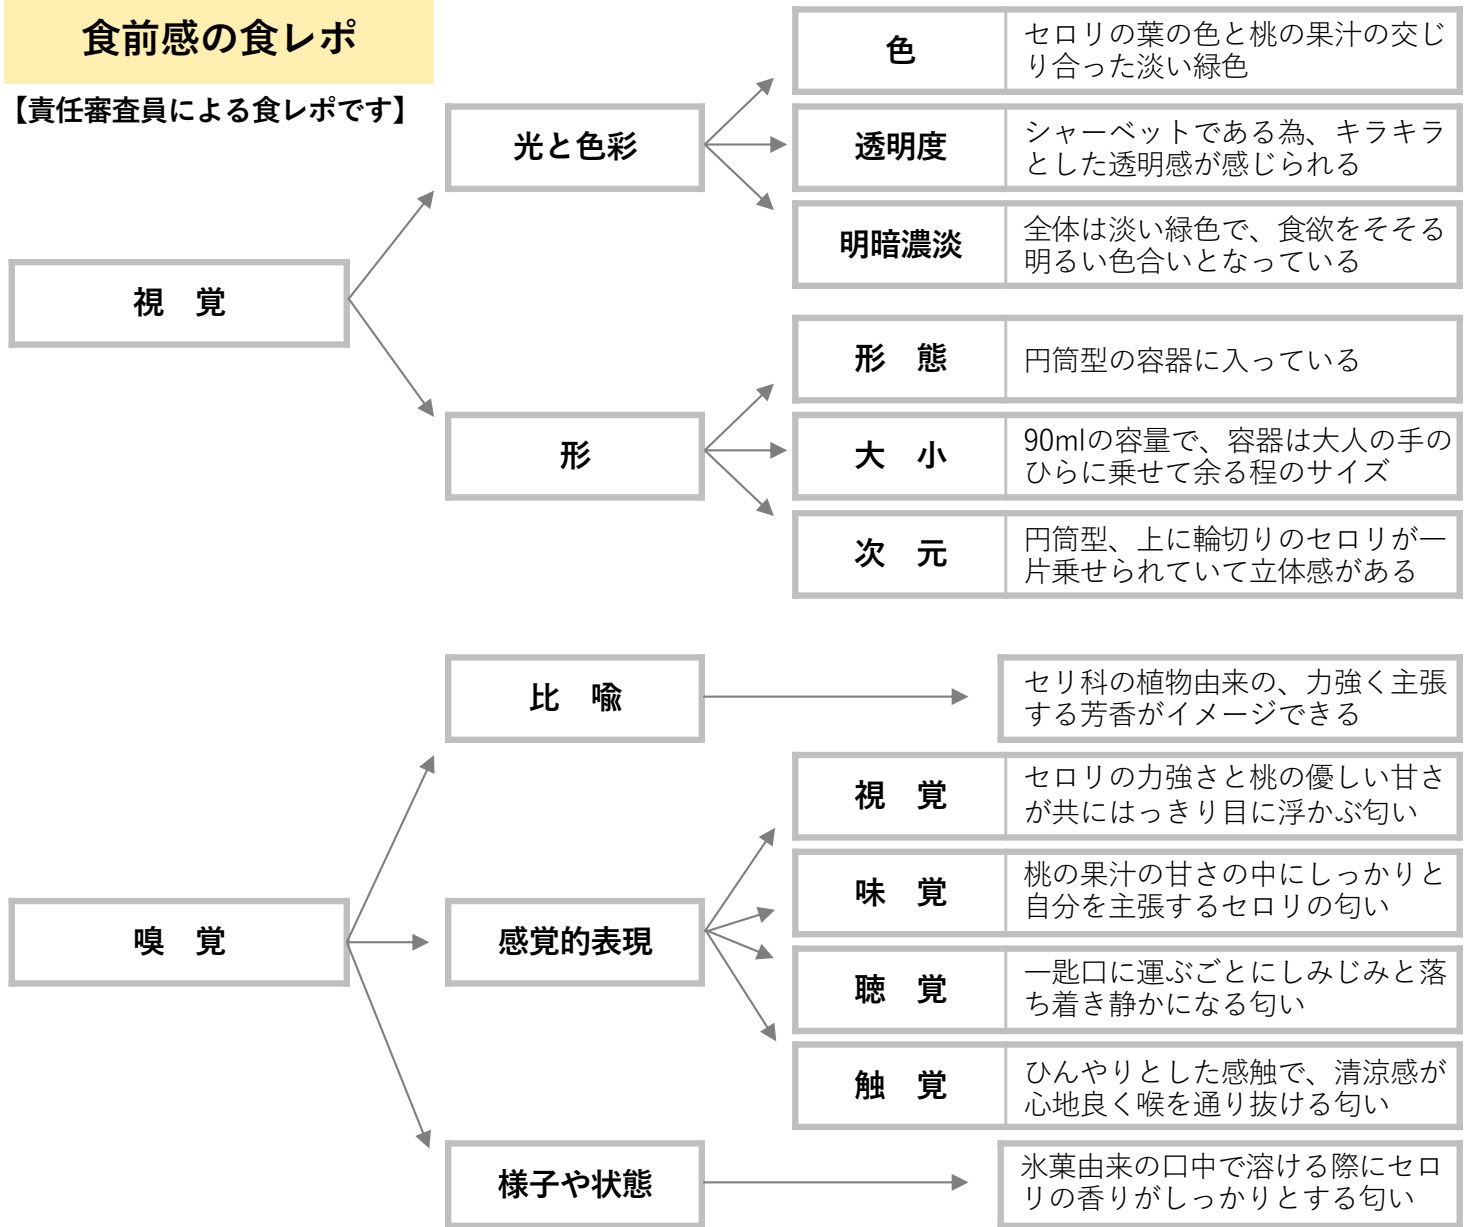 食前感の食レポ
【責任審査員による食レポです】
視　覚
光と色彩
色
セロリの葉の色と桃の果汁の交じ
り合った淡い緑色
透明度
シャーベットである為、キラキラ
とした透明感が感じられる
明暗濃淡
全体は淡い緑色で、食欲をそそる
明るい色合いとなっている
形
形　態
円筒型の容器に入っている
大　小
90mlの容量で、容器は大人の手の
ひらに乗せて余る程のサイズ
次　元
円筒型、上に輪切りのセロリが一
片乗せられていて立体感がある
嗅　覚
比　喩
セリ科の植物由来の、力強く主張
する芳香がイメージできる
感覚的表現
視　覚
セロリの力強さと桃の優しい甘さ
が共にはっきり目に浮かぶ匂い
味　覚
桃の果汁の甘さの中にしっかりと
自分を主張するセロリの匂い
聴　覚
一匙口に運ぶごとにしみじみと落
ち着き静かになる匂い
触　覚
ひんやりとした感触で、清涼感が
心地良く喉を通り抜ける匂い
様子や状態
氷菓由来の口中で溶ける際にセロ
リの香りがしっかりとする匂い